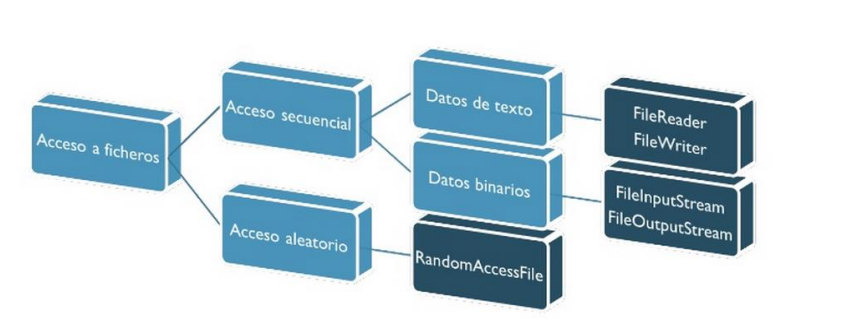 Acceso a ficheros
Acceso secuencial
Datos de texto
FileReader
FileWriter
Datos binarios
FileInputStream
FileOutputStream
Acceso aleatorio
RandomAccessFile